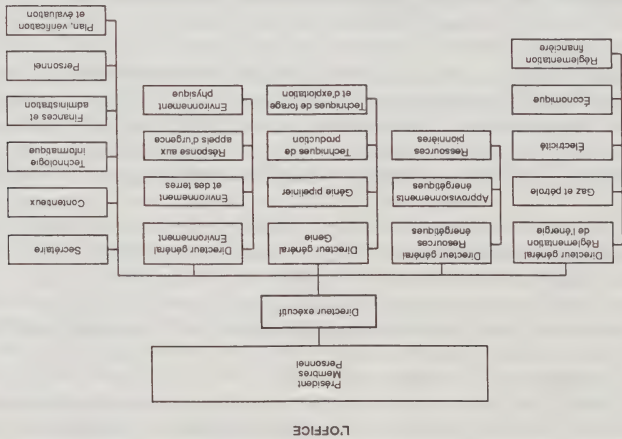 L'OFFICE
Président
Membres
Personnel
Directeur exécutif
Directeur général
Réglementation
de l'énergie
Gaz et pétrole
Électricité
Économique
Réglementation
financière
Directeur général
Ressources
énergétiques
Approvisionnements
énergétiques
Ressources
pionnières
Directeur général
Génie
Génie pipelinier
Techniques de
production
Techniques de forage
et d'exploitation
Directeur général
Environnement
Environnement
et des terres
Réponse aux
appels d'urgence
Environnement
physique
Secrétaire
Contentieux
Technologie
informatique
Finances et
administration
Personnel
Plan, vérification
et évaluation